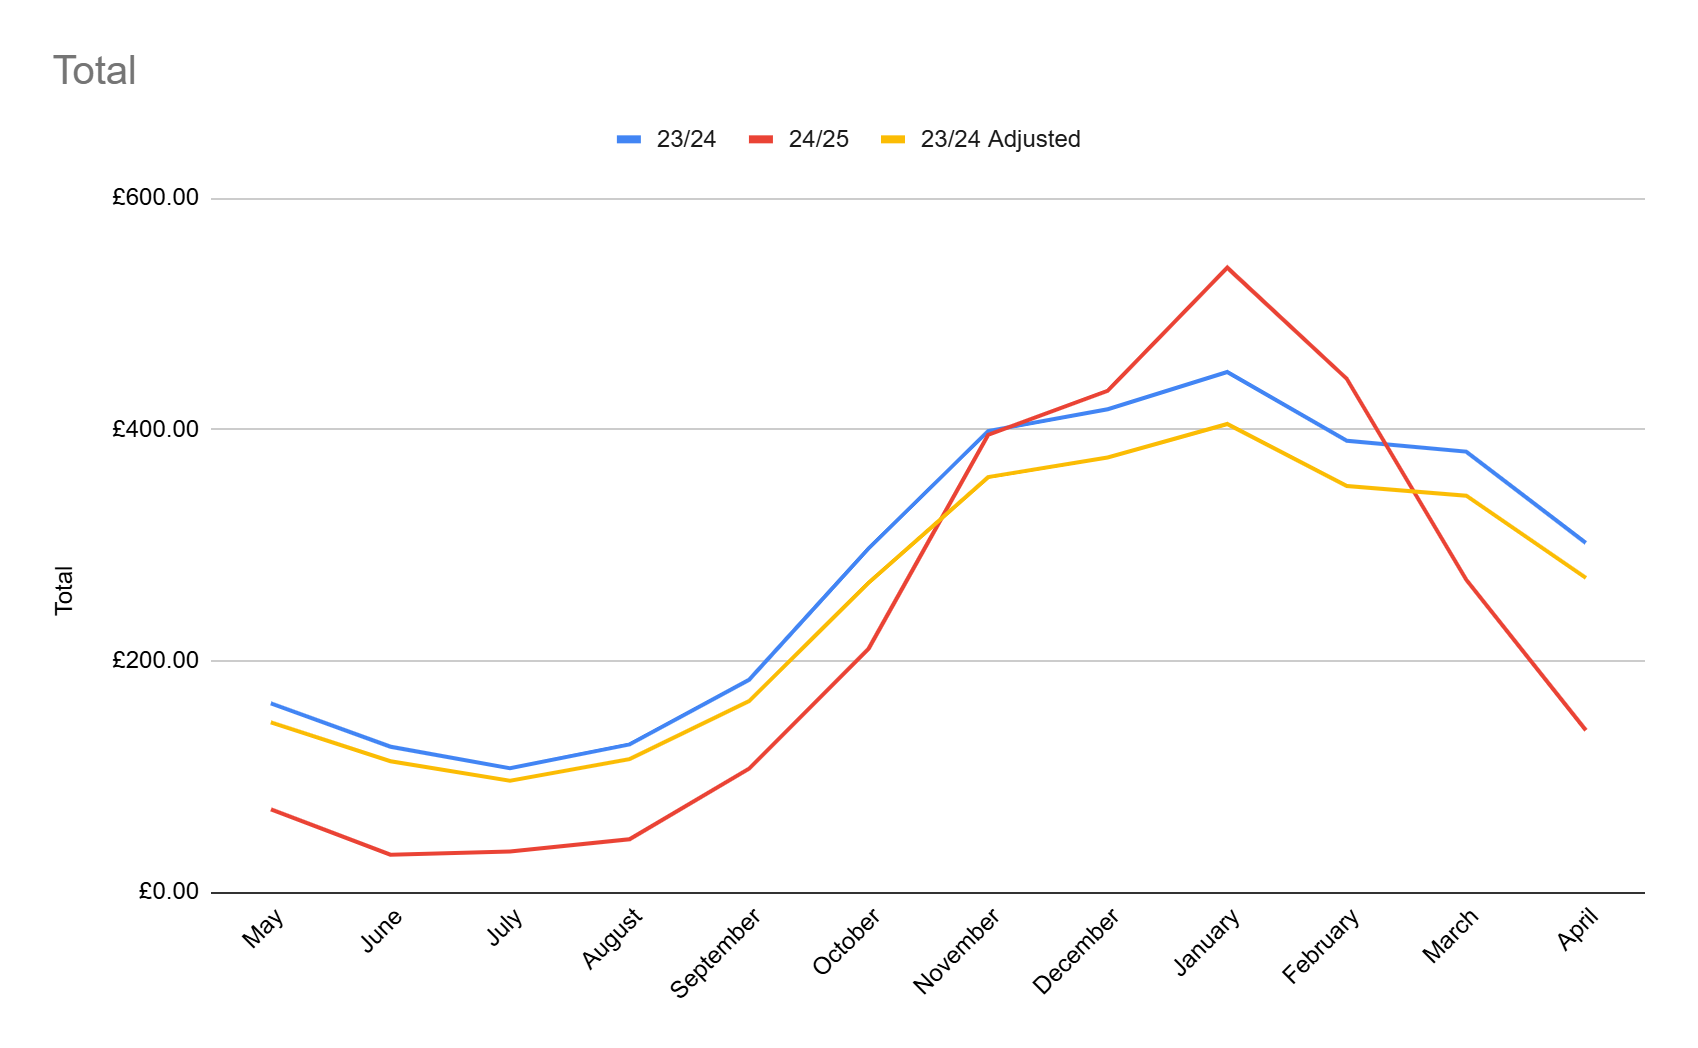 Total
23/24 24/25 23/24 Adjusted
£600.00
£400.00
£200.00
£0.00
Total
May June July August September October November December January February March April